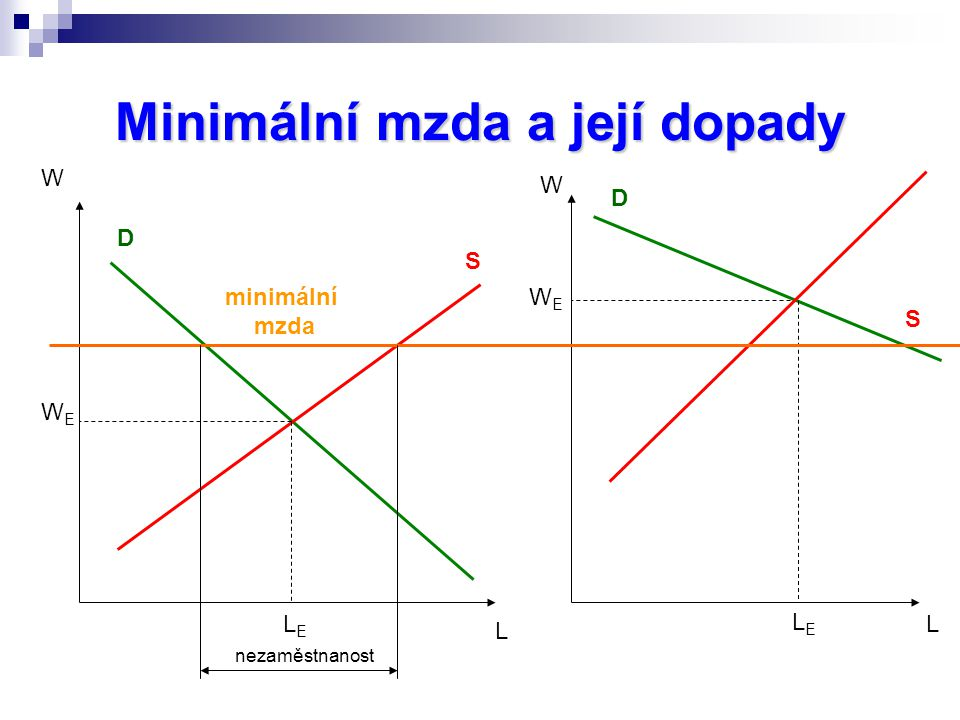 Minimální mzda a její dopady
W
D
S
minimální
mzda
WE
LE
L
nezaměstnanost
W
D
WE
S
LE
L